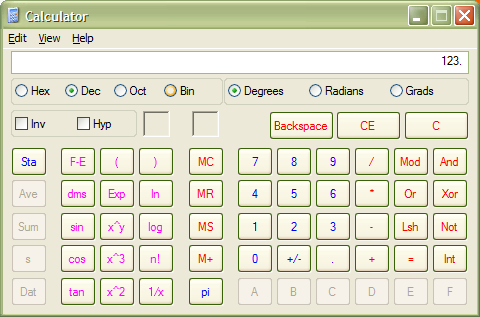 Calculator
Edit View Help
123.
Hex Dec Oct Bin Degrees Radians Grads
Inv Hyp Backspace CE C
Sta F-E ( ) MC 7 8 9 / Mod And
Ave dms Exp ln MR 4 5 6 * Or Xor
Sum sin x^y log MS 1 2 3 - Lsh Not
s cos x^3 n! M+ 0 +/- . + = Int
Dat tan x^2 1/x pi A B C D E F